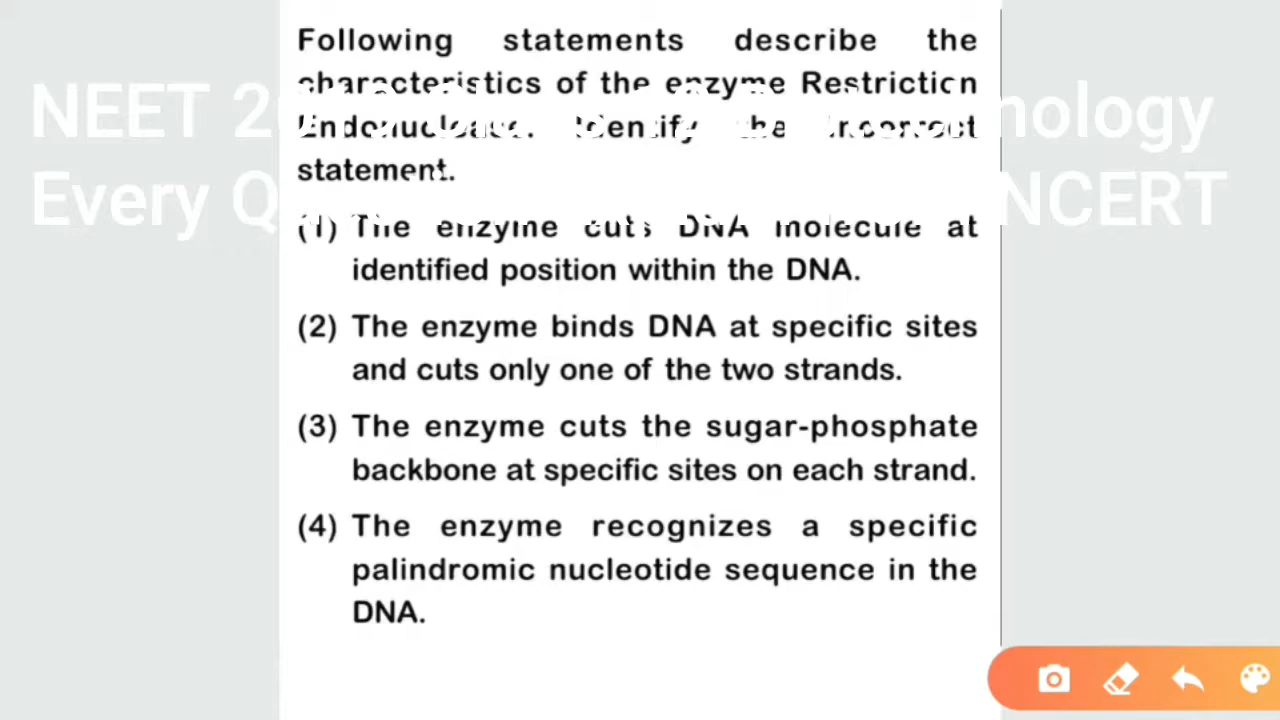 Following statements describe the
characteristics of the enzyme Restriction
Endonuclease. Identify the incorrect
statement.
(1) The enzyme cuts DNA molecule at
identified position within the DNA.
(2) The enzyme binds DNA at specific sites
and cuts only one of the two strands.
(3) The enzyme cuts the sugar-phosphate
backbone at specific sites on each strand.
(4) The enzyme recognizes a specific
palindromic nucleotide sequence in the
DNA.
NEET
Every NCERT